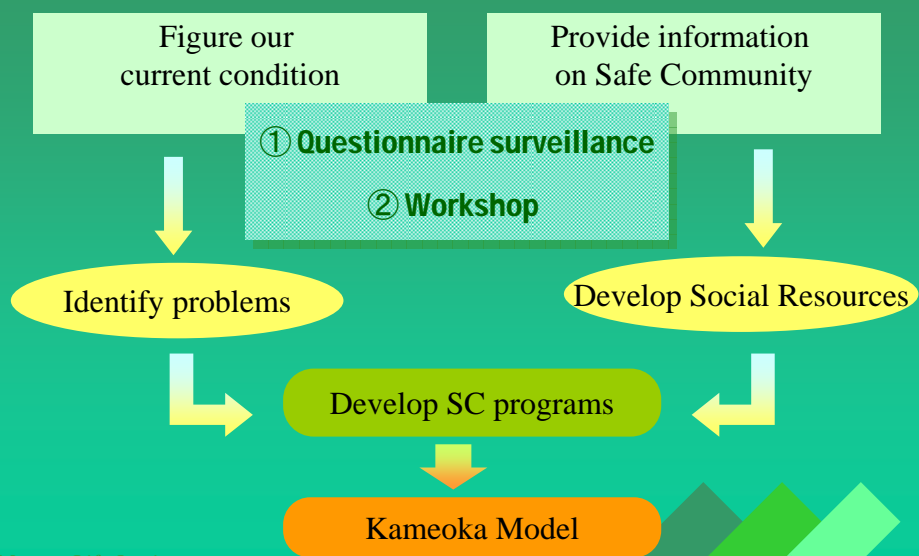 Figure our
current condition
Provide information
on Safe Community
① Questionnaire surveillance
② Workshop
Identify problems
Develop Social Resources
Develop SC programs
Kameoka Model